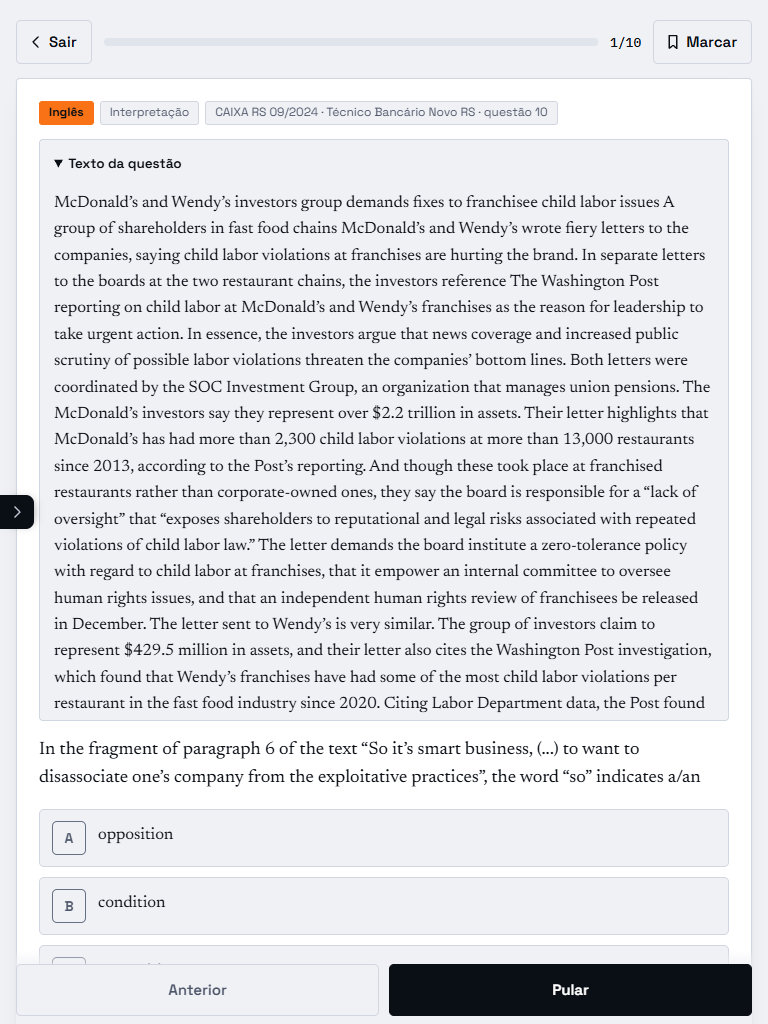 Sair
1/10
Marcar
Inglês
Interpretação
CAIXA RS 09/2024 · Técnico Bancário Novo RS · questão 10
▼ Texto da questão
McDonald’s and Wendy’s investors group demands fixes to franchisee child labor issues A
group of shareholders in fast food chains McDonald’s and Wendy’s wrote fiery letters to the
companies, saying child labor violations at franchises are hurting the brand. In separate letters
to the boards at the two restaurant chains, the investors reference The Washington Post
reporting on child labor at McDonald’s and Wendy’s franchises as the reason for leadership to
take urgent action. In essence, the investors argue that news coverage and increased public
scrutiny of possible labor violations threaten the companies’ bottom lines. Both letters were
coordinated by the SOC Investment Group, an organization that manages union pensions. The
McDonald’s investors say they represent over $2.2 trillion in assets. Their letter highlights that
McDonald’s has had more than 2,300 child labor violations at more than 13,000 restaurants
since 2013, according to the Post’s reporting. And though these took place at franchised
restaurants rather than corporate-owned ones, they say the board is responsible for a “lack of
oversight” that “exposes shareholders to reputational and legal risks associated with repeated
violations of child labor law.” The letter demands the board institute a zero-tolerance policy
with regard to child labor at franchises, that it empower an internal committee to oversee
human rights issues, and that an independent human rights review of franchisees be released
in December. The letter sent to Wendy’s is very similar. The group of investors claim to
represent $429.5 million in assets, and their letter also cites the Washington Post investigation,
which found that Wendy’s franchises have had some of the most child labor violations per
restaurant in the fast food industry since 2020. Citing Labor Department data, the Post found
In the fragment of paragraph 6 of the text “So it’s smart business, (...) to want to
disassociate one’s company from the exploitative practices”, the word “so” indicates a/an
A opposition
B condition
Anterior
Pular